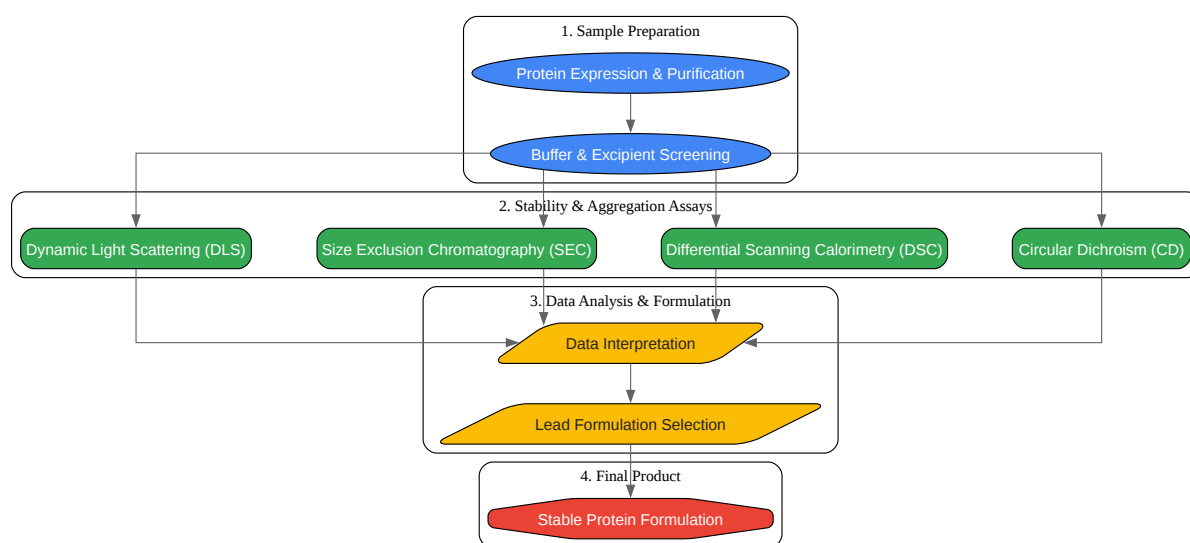 1. Sample Preparation
Protein Expression & Purification
Buffer & Excipient Screening
2. Stability & Aggregation Assays
Dynamic Light Scattering (DLS)
Size Exclusion Chromatography (SEC)
Differential Scanning Calorimetry (DSC)
Circular Dichroism (CD)
3. Data Analysis & Formulation
Data Interpretation
Lead Formulation Selection
4. Final Product
Stable Protein Formulation